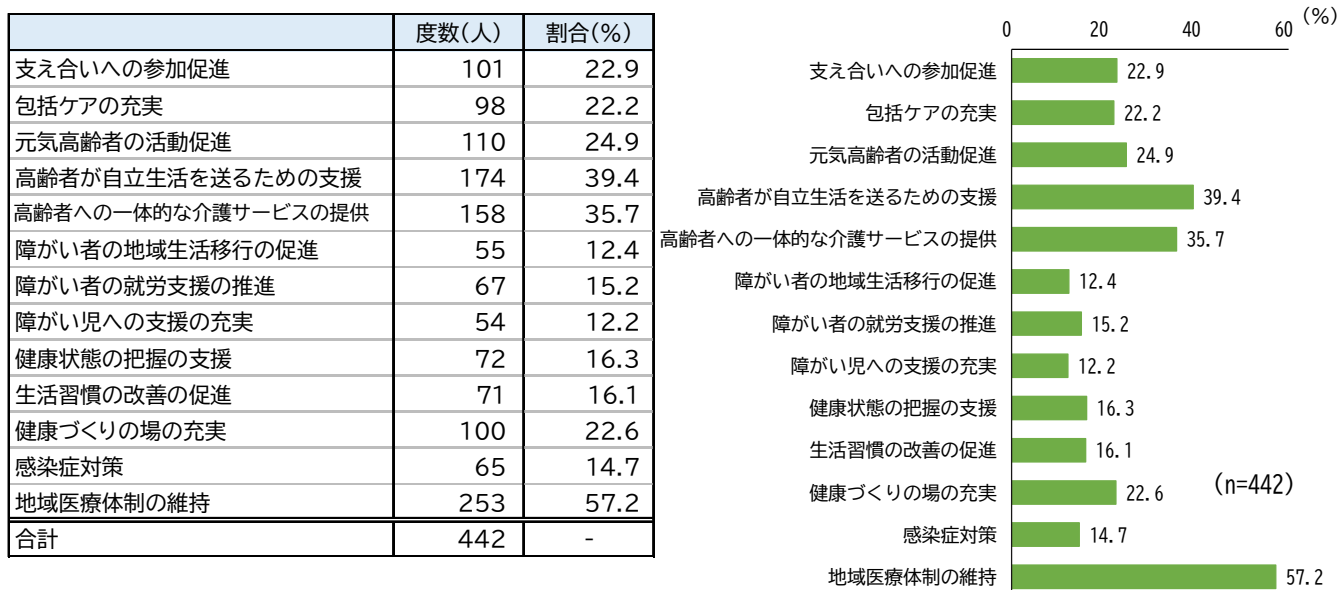 度数(人) 割合(%)
支え合いへの参加促進 101 22.9
包括ケアの充実 98 22.2
元気高齢者の活動促進 110 24.9
高齢者が自立生活を送るための支援 174 39.4
高齢者への一体的な介護サービスの提供 158 35.7
障がい者の地域生活移行の促進 55 12.4
障がい者の就労支援の推進 67 15.2
障がい児への支援の充実 54 12.2
健康状態の把握の支援 72 16.3
生活習慣の改善の促進 71 16.1
健康づくりの場の充実 100 22.6
感染症対策 65 14.7
地域医療体制の維持 253 57.2
合計 442 -
(%)
0 20 40 60
支え合いへの参加促進 22.9
包括ケアの充実 22.2
元気高齢者の活動促進 24.9
高齢者が自立生活を送るための支援 39.4
高齢者への一体的な介護サービスの提供 35.7
障がい者の地域生活移行の促進 12.4
障がい者の就労支援の推進 15.2
障がい児への支援の充実 12.2
健康状態の把握の支援 16.3
生活習慣の改善の促進 16.1
健康づくりの場の充実 22.6 (n=442)
感染症対策 14.7
地域医療体制の維持 57.2